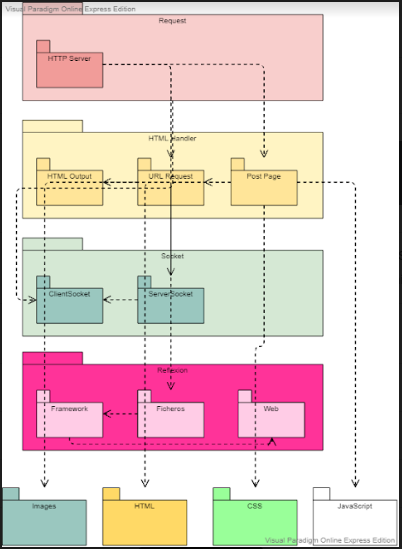 Visual Paradigm Online Express Edition
Request
HTTP Server
HTML Handler
HTML Output
URL Request
Post Page
Socket
ClientSocket
ServerSocket
Reflexion
Framework
Ficheros
Web
Images
HTML
CSS
JavaScript
Visual Paradigm Online Express Edition